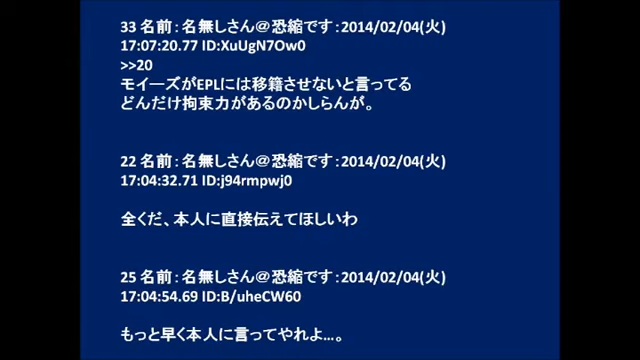 33 名前：名無しさん＠恐縮です：2014/02/04(火)
17:07:20.77 ID:XuUgN7Ow0
>>20
モイーズがEPLには移籍させないと言ってる
どんだけ拘束力があるのかしらんが。
22 名前：名無しさん＠恐縮です：2014/02/04(火)
17:04:32.71 ID:j94rmpwj0
全くだ、本人に直接伝えてほしいわ
25 名前：名無しさん＠恐縮です：2014/02/04(火)
17:04:54.69 ID:B/uheCW60
もっと早く本人に言ってやれよ…。